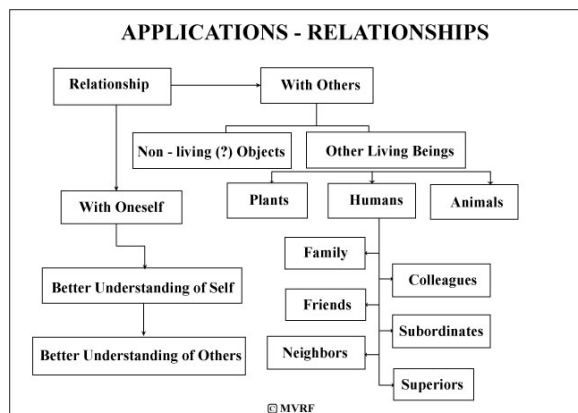 APPLICATIONS - RELATIONSHIPS
Relationship
With Others
Non - living (?) Objects
Other Living Beings
Plants
Humans
Animals
With Oneself
Family
Colleagues
Better Understanding of Self
Friends
Subordinates
Better Understanding of Others
Neighbors
Superiors
© MVRF